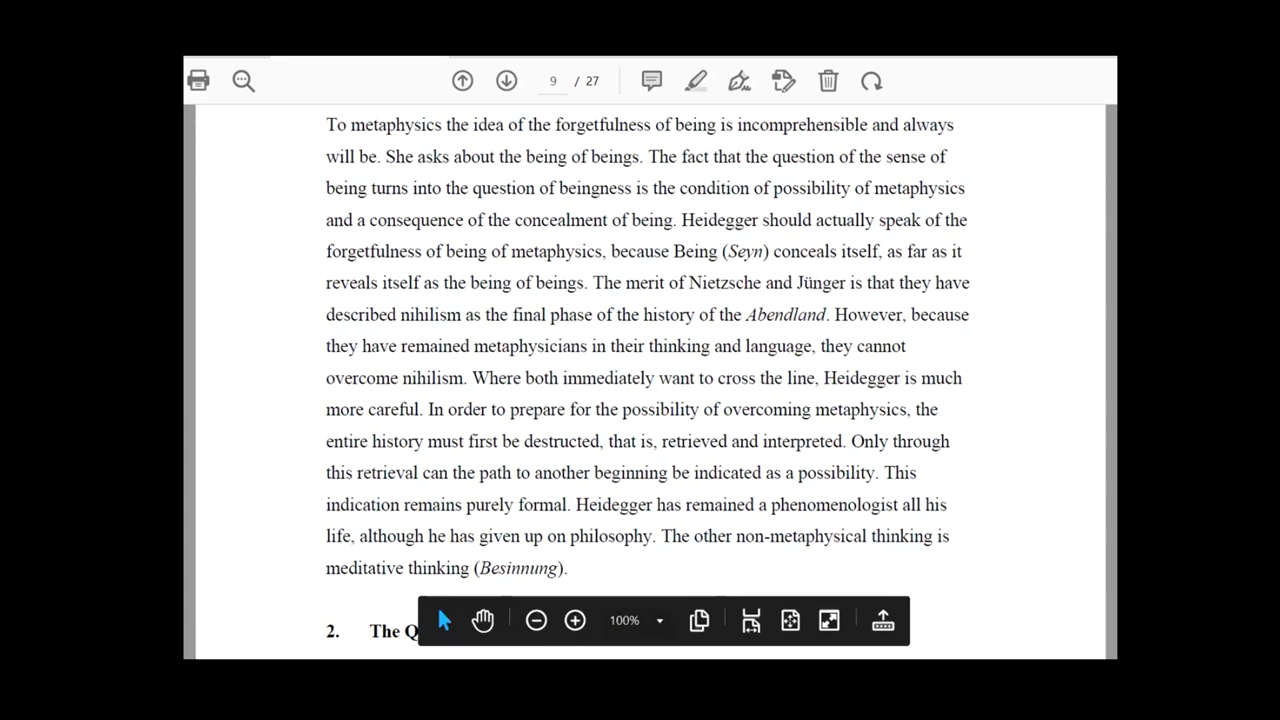 9 / 27
To metaphysics the idea of the forgetfulness of being is incomprehensible and always
will be. She asks about the being of beings. The fact that the question of the sense of
being turns into the question of beingness is the condition of possibility of metaphysics
and a consequence of the concealment of being. Heidegger should actually speak of the
forgetfulness of being of metaphysics, because Being (Seyn) conceals itself, as far as it
reveals itself as the being of beings. The merit of Nietzsche and Jünger is that they have
described nihilism as the final phase of the history of the Abendland. However, because
they have remained metaphysicians in their thinking and language, they cannot
overcome nihilism. Where both immediately want to cross the line, Heidegger is much
more careful. In order to prepare for the possibility of overcoming metaphysics, the
entire history must first be destructed, that is, retrieved and interpreted. Only through
this retrieval can the path to another beginning be indicated as a possibility. This
indication remains purely formal. Heidegger has remained a phenomenologist all his
life, although he has given up on philosophy. The other non-metaphysical thinking is
meditative thinking (Besinnung).
2. The Q
100%